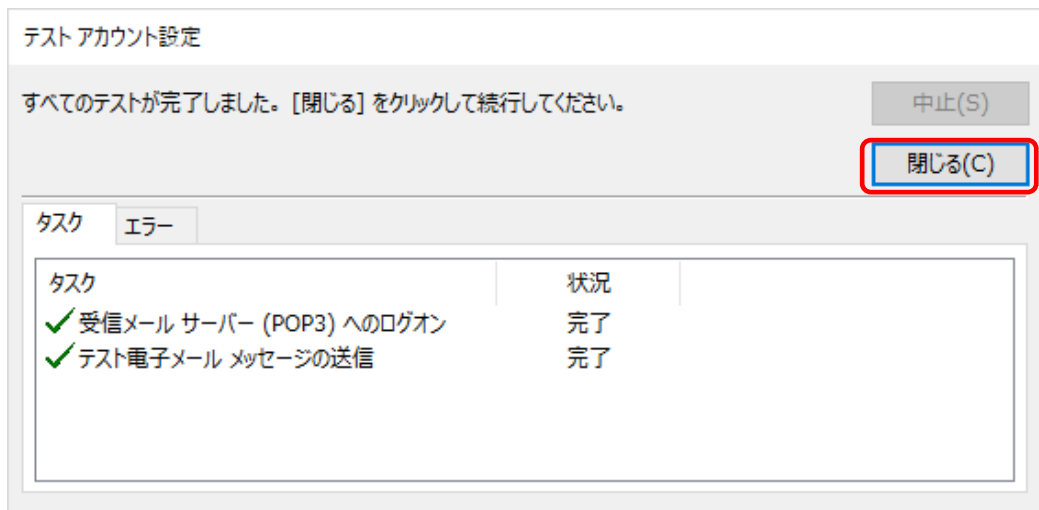 テスト アカウント設定
すべてのテストが完了しました。[閉じる] をクリックして続行してください。
中止(S)
閉じる(C)
タスク エラー
タスク 状況
受信メール サーバー (POP3) へのログオン 完了
テスト電子メール メッセージの送信 完了